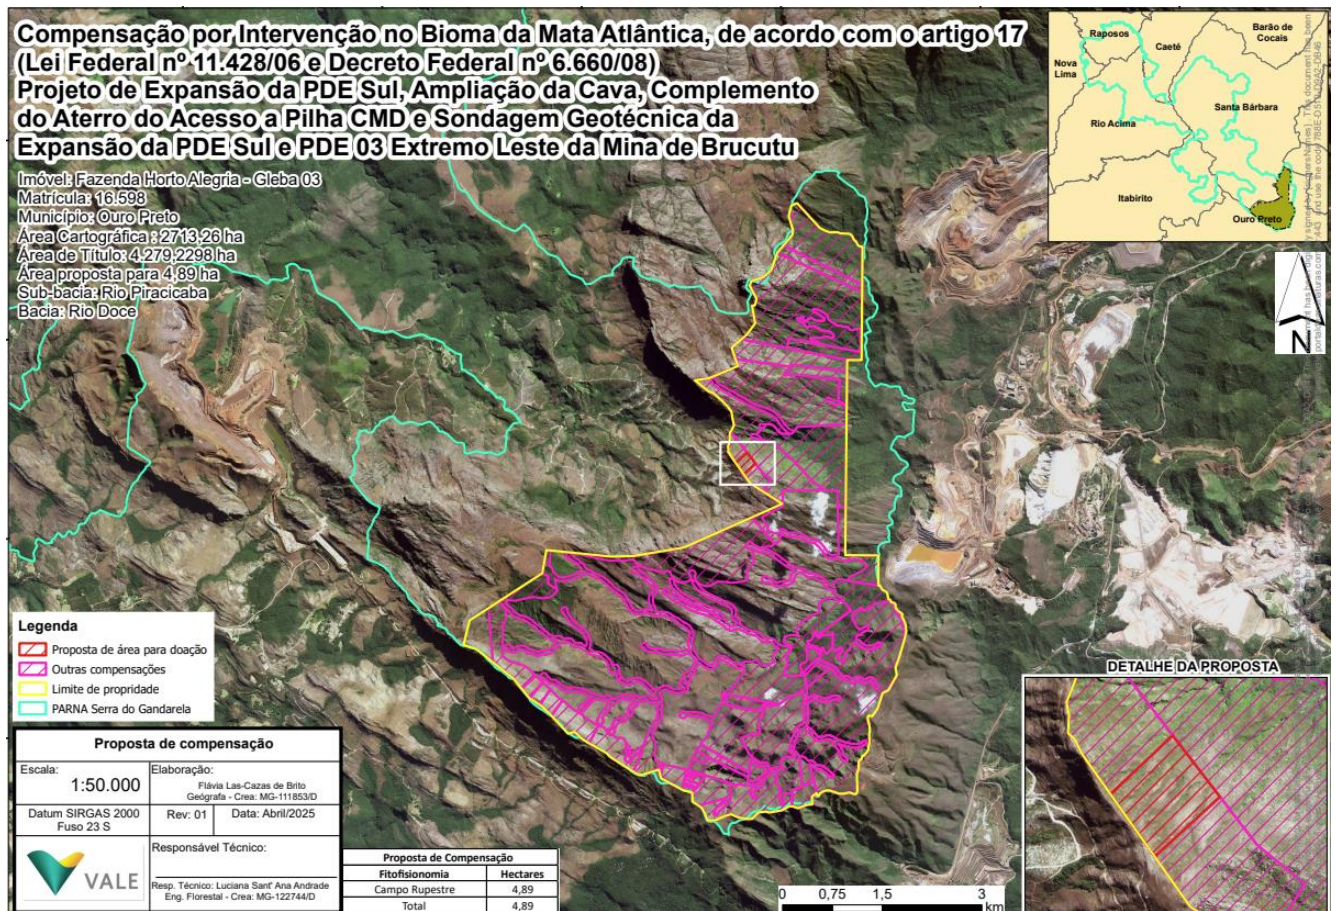 Compensação por Intervenção no Bioma da Mata Atlântica, de acordo com o artigo 17
(Lei Federal nº 11.428/06 e Decreto Federal nº 6.660/08)
Projeto de Expansão da PDE Sul, Ampliação da Cava, Complemento
do Aterro do Acesso a Pilha CMD e Sondagem Geotécnica da
Expansão da PDE Sul e PDE 03 Extremo Leste da Mina de Brucutu
Imóvel: Fazenda Horto Alegria - Gleba 03
Matrícula: 16.598
Município: Ouro Preto
Área Cartográfica : 2713,26 ha
Área de Título: 4.279,2298 ha
Área proposta para 4,89 ha
Sub-bacia: Rio Piracicaba
Bacia: Rio Doce
Raposos
Caeté
Barão de
Cocais
Nova
Lima
Santa Bárbara
Rio Acima
Itabirito
Ouro Preto
N
Legenda
Proposta de área para doação
Outras compensações
Limite de propridade
PARNA Serra do Gandarela
Proposta de compensação
Escala:
1:50.000
Elaboração:
Flávia Las-Cazas de Brito
Geógrafa - Crea: MG-111853/D
Datum SIRGAS 2000
Fuso 23 S
Rev: 01
Data: Abril/2025
VALE
Responsável Técnico:
Resp. Técnico: Luciana Sant' Ana Andrade
Eng. Florestal - Crea: MG-122744/D
Proposta de Compensação
Fitofisionomia Hectares
Campo Rupestre 4,89
Total 4,89
0 0,75 1,5 3
km
DETALHE DA PROPOSTA